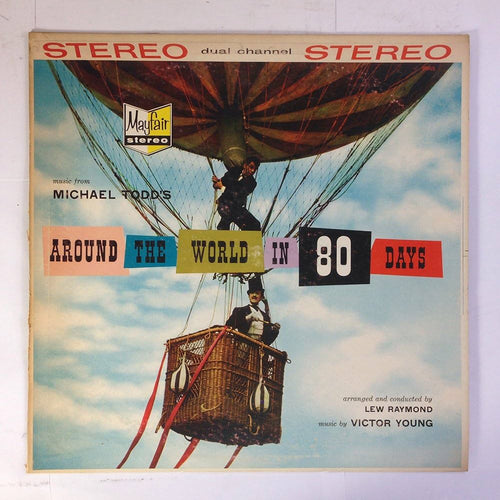 STEREO dual channel STEREO
Mayfair
stereo
music from
MICHAEL TODD'S
AROUND THE WORLD IN 80 DAYS
arranged and conducted by
LEW RAYMOND
music by VICTOR YOUNG